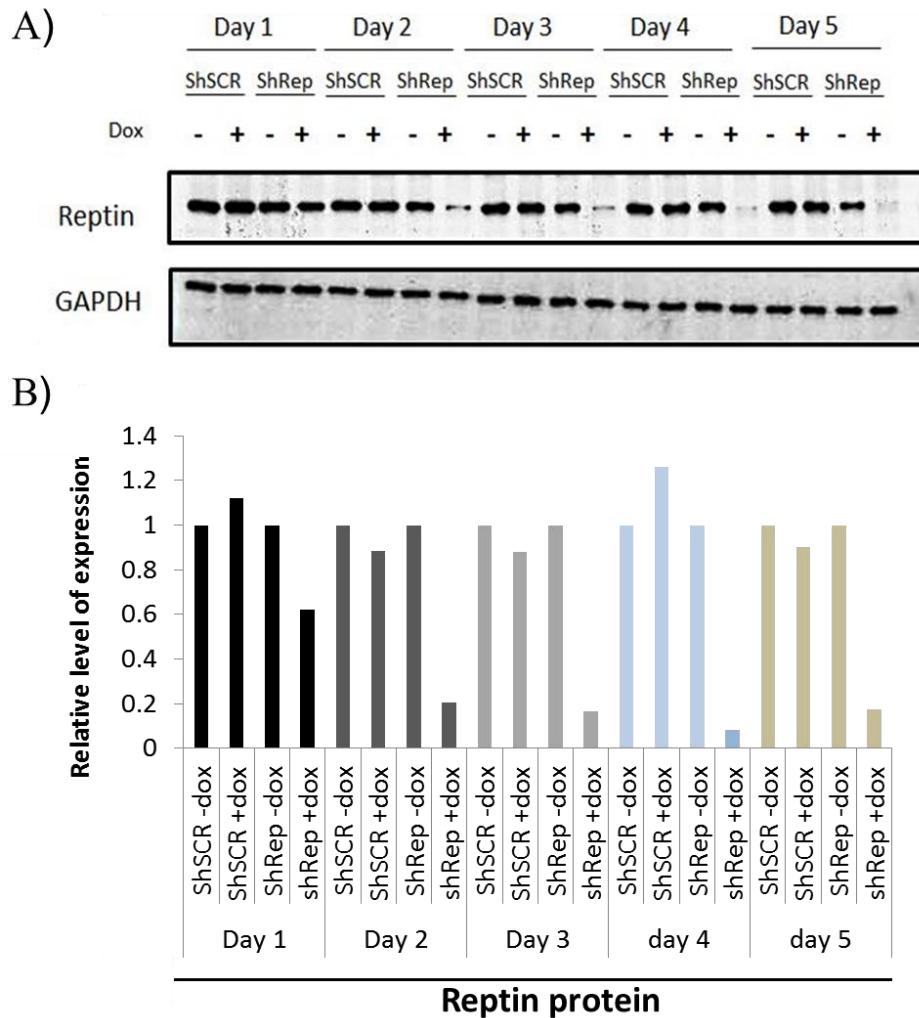 A)
Day 1 Day 2 Day 3 Day 4 Day 5
ShSCR ShRep ShSCR ShRep ShSCR ShRep ShSCR ShRep ShSCR ShRep
Dox - + - + - + - + - + - + - + - + - + - +
Reptin
GAPDH
B)
Relative level of expression
1.4
1.2
1
0.8
0.6
0.4
0.2
0
ShSCR -dox ShSCR +dox ShRep -dox shRep +dox ShSCR -dox ShSCR +dox ShRep -dox shRep +dox ShSCR -dox ShSCR +dox ShRep -dox shRep +dox ShSCR -dox ShSCR +dox ShRep -dox shRep +dox ShSCR -dox ShSCR +dox ShRep -dox shRep +dox
Day 1 Day 2 Day 3 day 4 day 5
Reptin protein